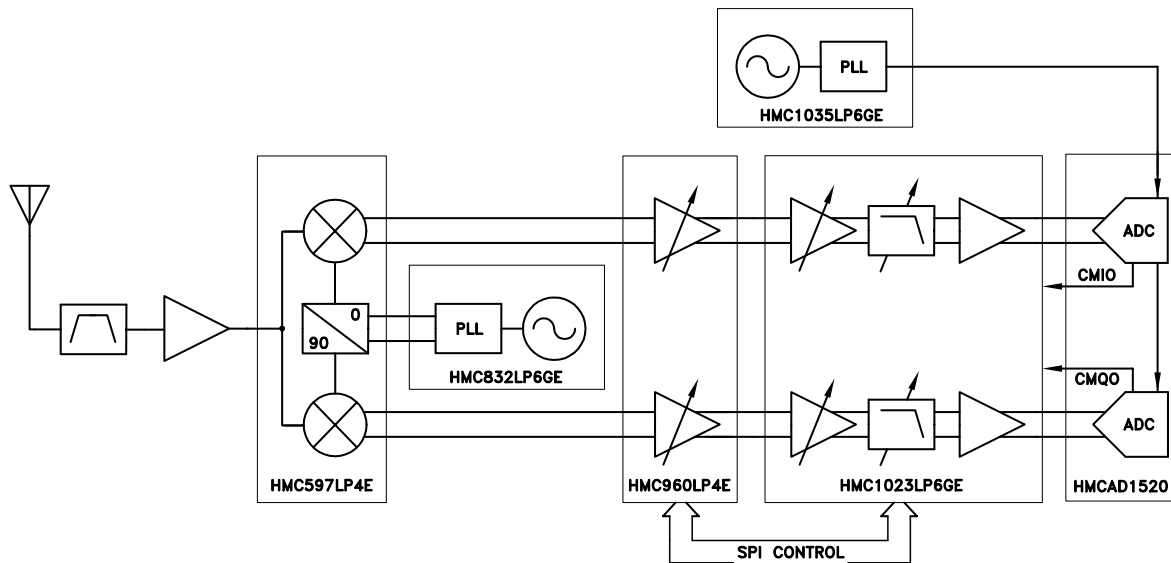 PLL
HMC1035LP6GE
ADC
CMIO
0
90
PLL
HMC832LP6GE
CMQO
ADC
HMC597LP4E
HMC960LP4E
HMC1023LP6GE
HMCAD1520
SPI CONTROL